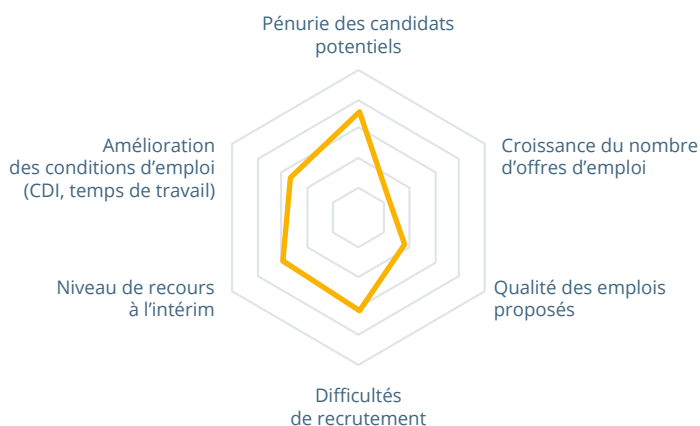 Pénurie des candidats
potentiels
Amélioration
des conditions d’emploi
(CDI, temps de travail)
Croissance du nombre
d’offres d’emploi
Niveau de recours
à l’intérim
Qualité des emplois
proposés
Difficultés
de recrutement